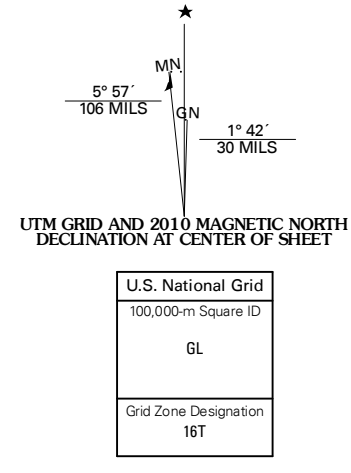 ★
MN.
5° 57´
106 MILS
GN
1° 42´
30 MILS
UTM GRID AND 2010 MAGNETIC NORTH
DECLINATION AT CENTER OF SHEET
U.S. National Grid
100,000-m Square ID
GL
Grid Zone Designation
16T